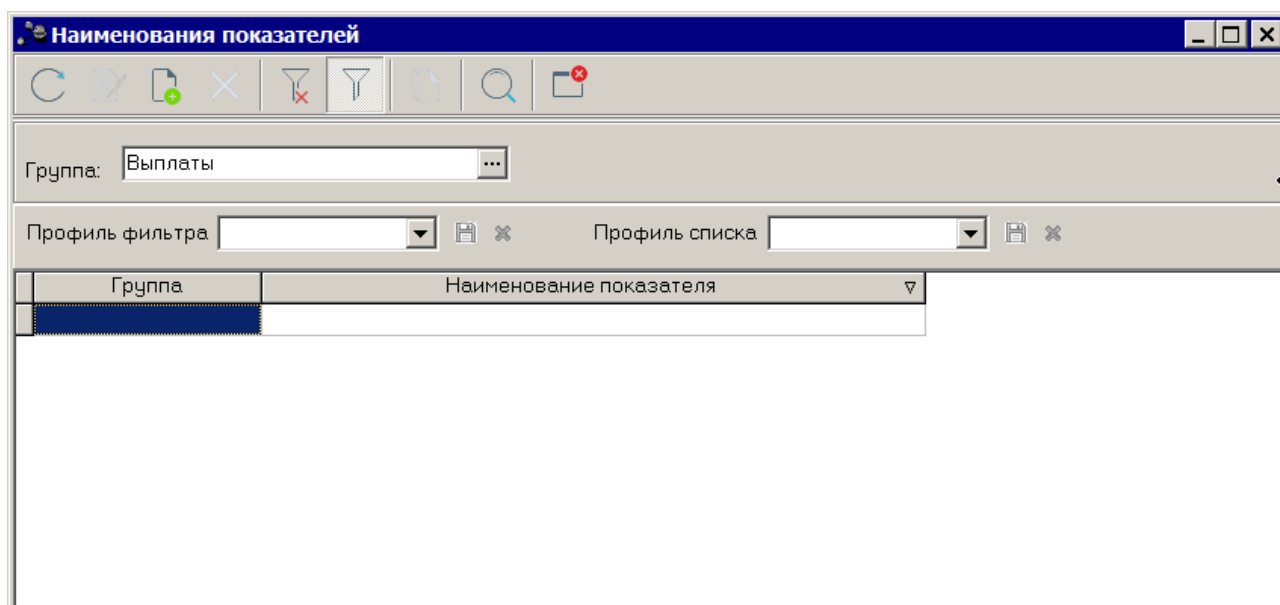 Наименования показателей
Группа: Выплаты
Профиль фильтра Профиль списка
Группа Наименование показателя